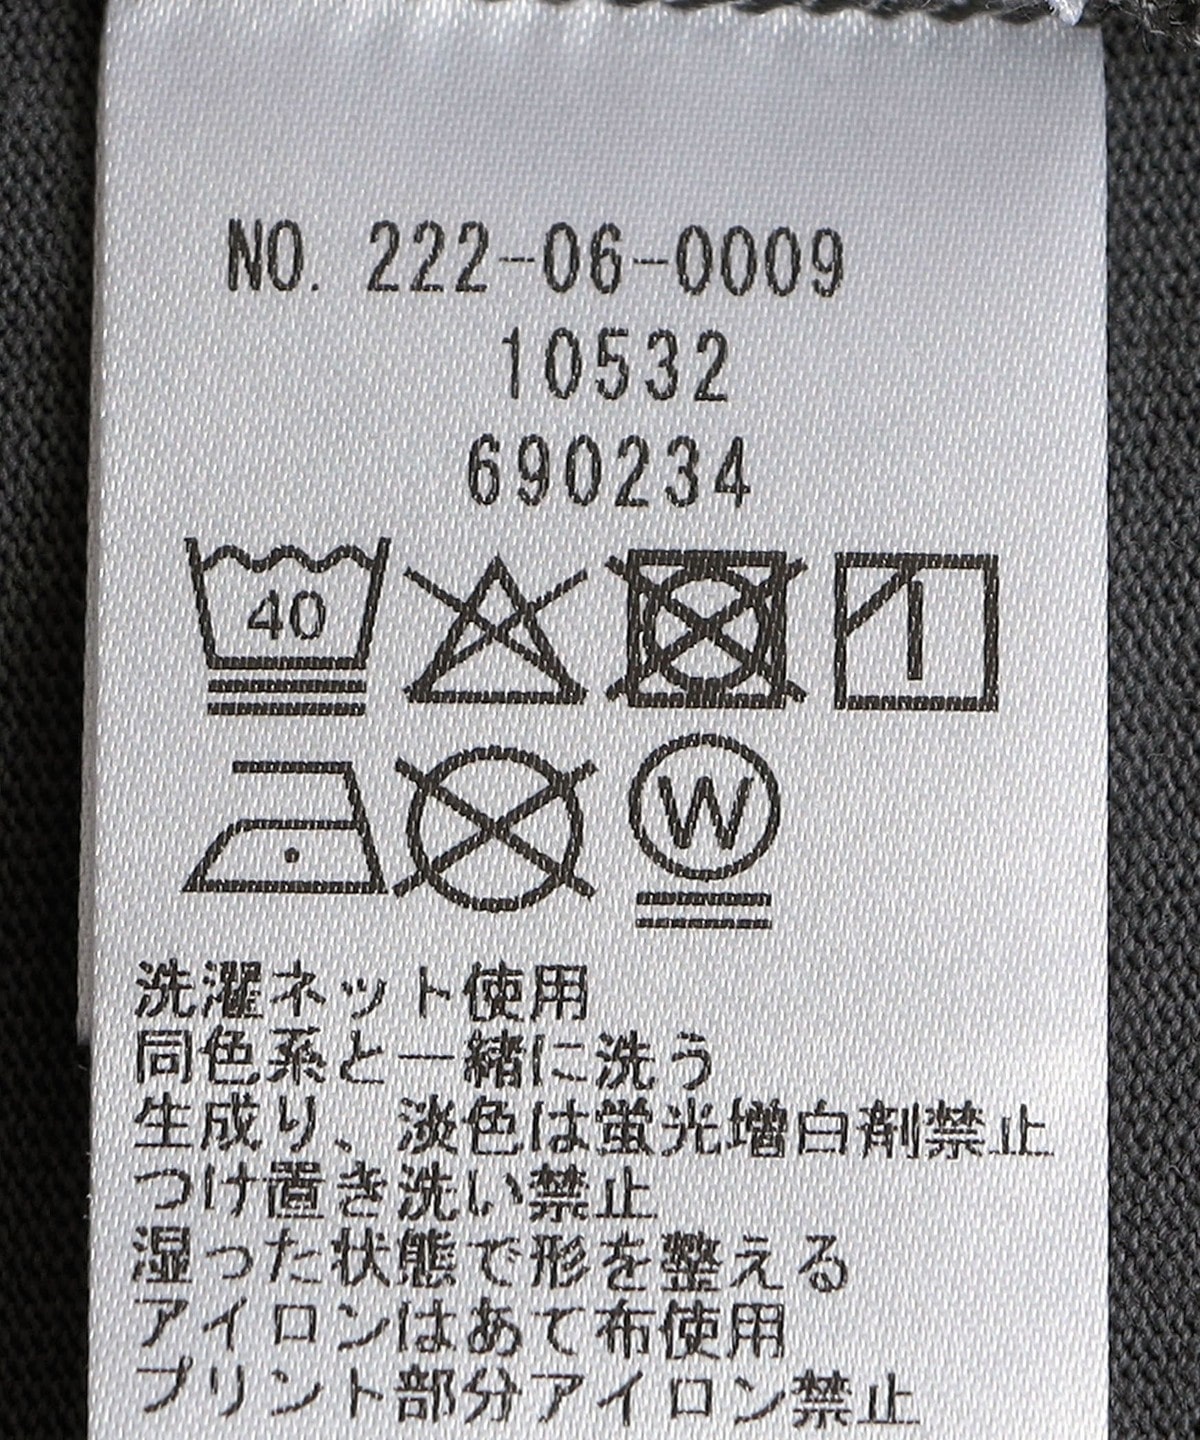 NO. 222-06-0009
10532
690234
40
W
洗濯ネット使用
同色系と一緒に洗う
生成り、淡色は蛍光増白剤禁止
つけ置き洗い禁止
湿った状態で形を整える
アイロンはあて布使用
プリント部分アイロン禁止